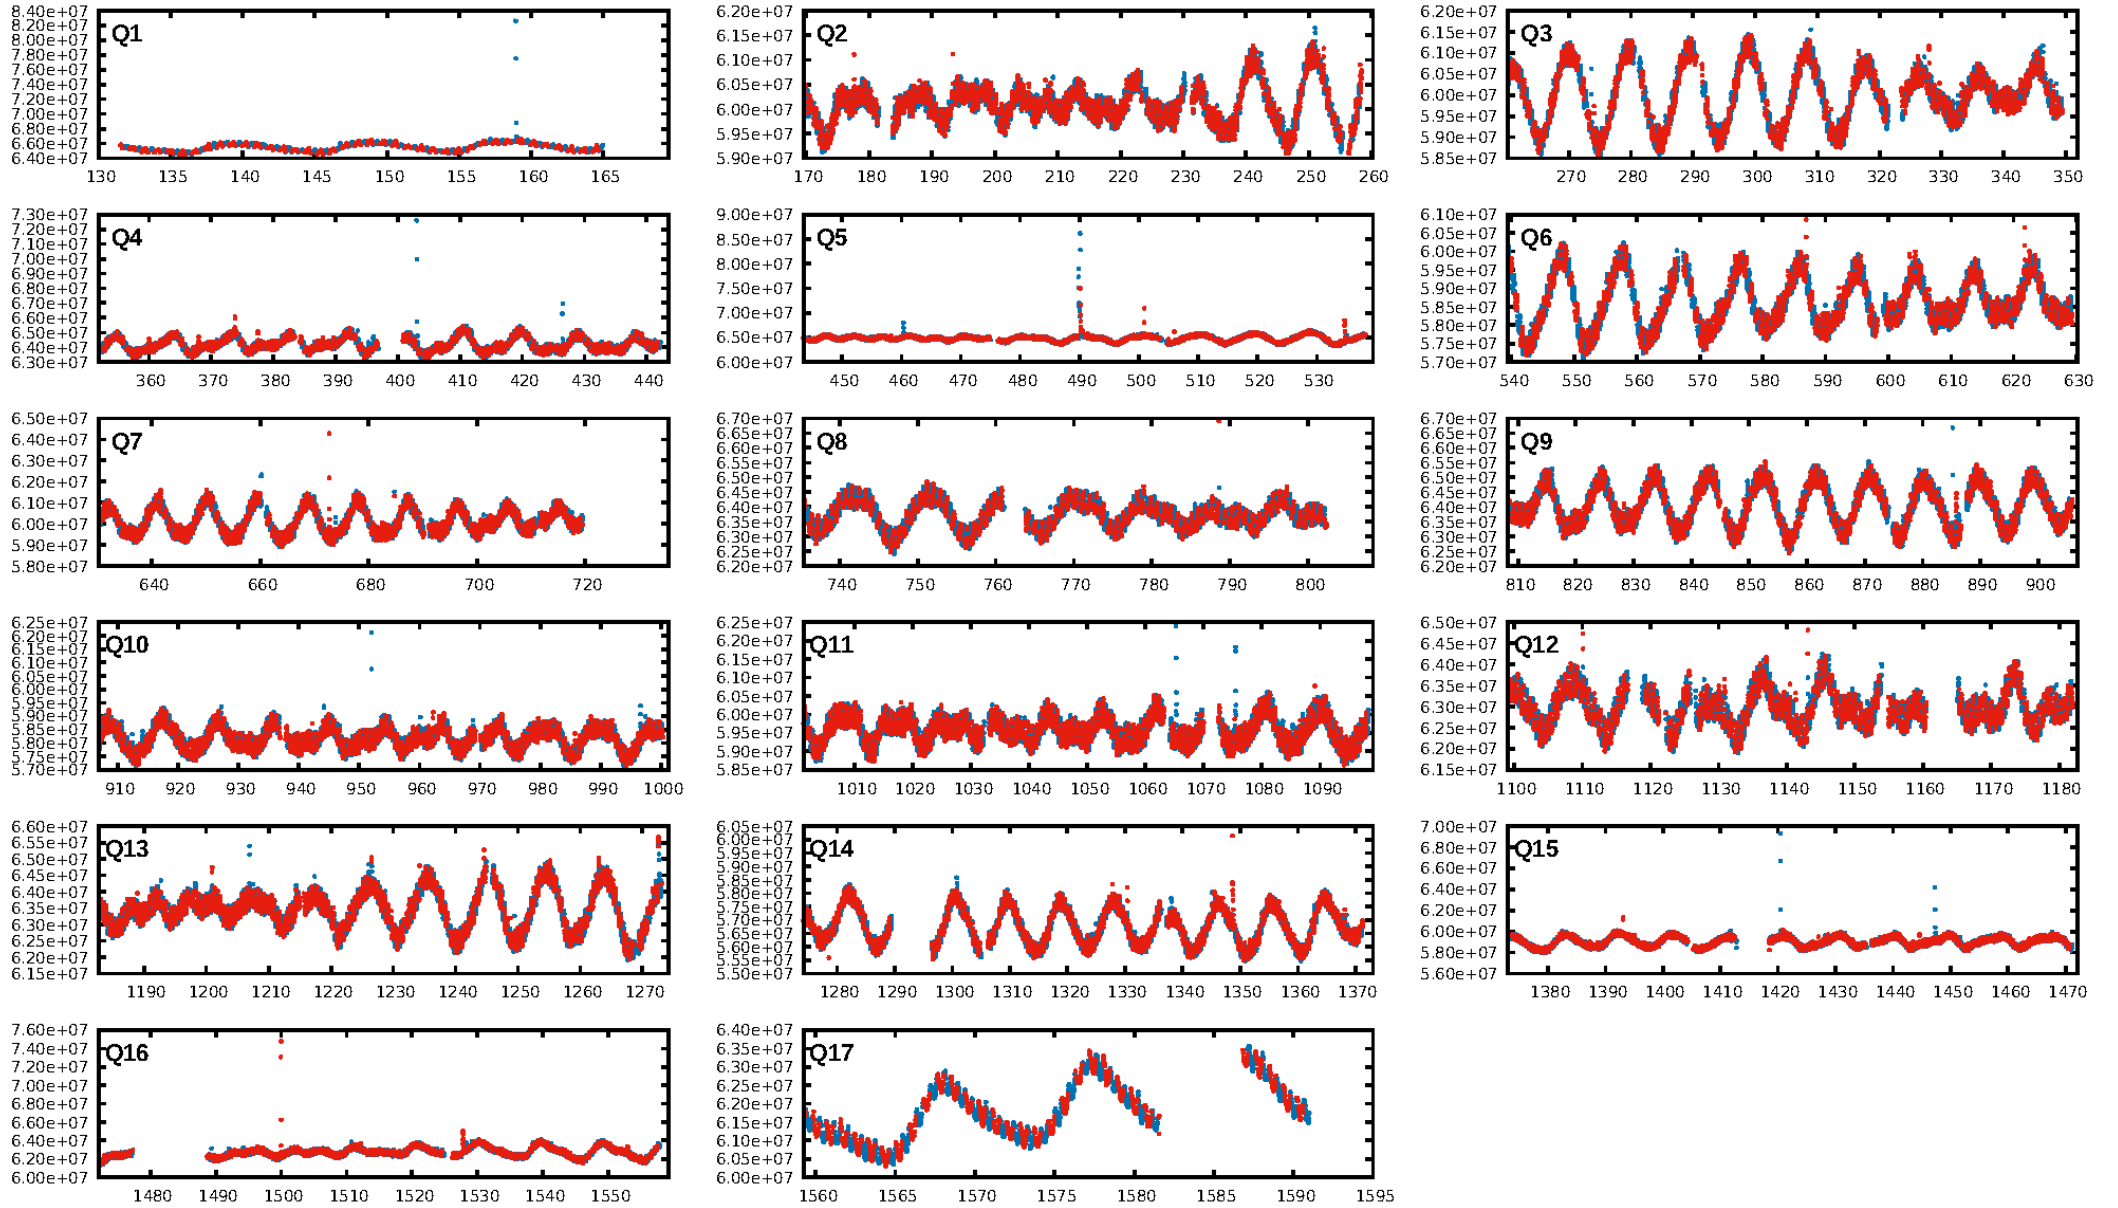 Q1
8.40e+07
8.20e+07
8.00e+07
7.80e+07
7.60e+07
7.40e+07
7.20e+07
7.00e+07
6.80e+07
6.60e+07
6.40e+07
130 135 140 145 150 155 160 165
Q2
6.20e+07
6.15e+07
6.10e+07
6.05e+07
6.00e+07
5.95e+07
5.90e+07
170 180 190 200 210 220 230 240 250 260
Q3
6.20e+07
6.15e+07
6.10e+07
6.05e+07
6.00e+07
5.95e+07
5.90e+07
5.85e+07
270 280 290 300 310 320 330 340 350
Q4
7.30e+07
7.20e+07
7.10e+07
7.00e+07
6.90e+07
6.80e+07
6.70e+07
6.60e+07
6.50e+07
6.40e+07
6.30e+07
360 370 380 390 400 410 420 430 440
Q5
9.00e+07
8.50e+07
8.00e+07
7.50e+07
7.00e+07
6.50e+07
6.00e+07
450 460 470 480 490 500 510 520 530
Q6
6.10e+07
6.05e+07
6.00e+07
5.95e+07
5.90e+07
5.85e+07
5.80e+07
5.75e+07
5.70e+07
540 550 560 570 580 590 600 610 620 630
Q7
6.50e+07
6.40e+07
6.30e+07
6.20e+07
6.10e+07
6.00e+07
5.90e+07
5.80e+07
640 660 680 700 720
Q8
6.70e+07
6.65e+07
6.60e+07
6.55e+07
6.50e+07
6.45e+07
6.40e+07
6.35e+07
6.30e+07
6.25e+07
6.20e+07
740 750 760 770 780 790 800
Q9
6.70e+07
6.65e+07
6.60e+07
6.55e+07
6.50e+07
6.45e+07
6.40e+07
6.35e+07
6.30e+07
6.25e+07
6.20e+07
810 820 830 840 850 860 870 880 890 900
Q10
6.25e+07
6.20e+07
6.15e+07
6.10e+07
6.05e+07
6.00e+07
5.95e+07
5.90e+07
5.85e+07
5.80e+07
5.75e+07
5.70e+07
910 920 930 940 950 960 970 980 990 1000
Q11
6.25e+07
6.20e+07
6.15e+07
6.10e+07
6.05e+07
6.00e+07
5.95e+07
5.90e+07
5.85e+07
1010 1020 1030 1040 1050 1060 1070 1080 1090
Q12
6.50e+07
6.45e+07
6.40e+07
6.35e+07
6.30e+07
6.25e+07
6.20e+07
6.15e+07
1100 1110 1120 1130 1140 1150 1160 1170 1180
Q13
6.60e+07
6.55e+07
6.50e+07
6.45e+07
6.40e+07
6.35e+07
6.30e+07
6.25e+07
6.20e+07
6.15e+07
1190 1200 1210 1220 1230 1240 1250 1260 1270
Q14
6.05e+07
6.00e+07
5.95e+07
5.90e+07
5.85e+07
5.80e+07
5.75e+07
5.70e+07
5.65e+07
5.60e+07
5.55e+07
5.50e+07
1280 1290 1300 1310 1320 1330 1340 1350 1360 1370
Q15
7.00e+07
6.80e+07
6.60e+07
6.40e+07
6.20e+07
6.00e+07
5.80e+07
5.60e+07
1380 1390 1400 1410 1420 1430 1440 1450 1460 1470
Q16
7.60e+07
7.40e+07
7.20e+07
7.00e+07
6.80e+07
6.60e+07
6.40e+07
6.20e+07
6.00e+07
1480 1490 1500 1510 1520 1530 1540 1550
Q17
6.40e+07
6.35e+07
6.30e+07
6.25e+07
6.20e+07
6.15e+07
6.10e+07
6.05e+07
6.00e+07
1560 1565 1570 1575 1580 1585 1590 1595